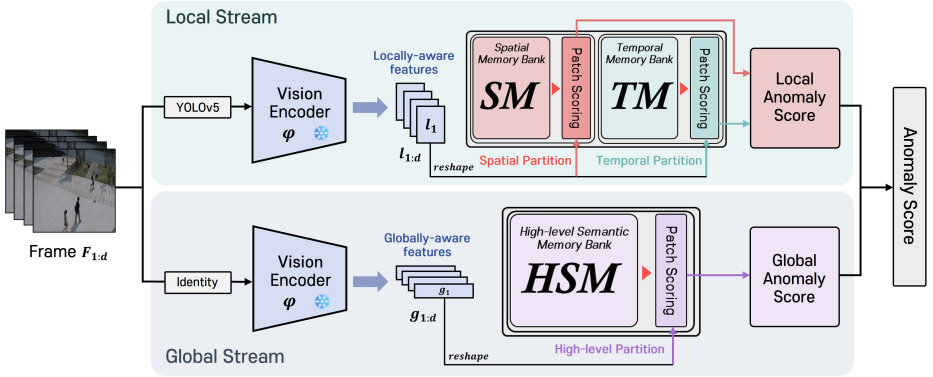 Local Stream
YOLOv5
Vision
Encoder
φ
Locally-aware
features
l₁
l₁:d
reshape
Spatial
Memory Bank
SM
Patch Scoring
Temporal
Memory Bank
TM
Patch Scoring
Spatial Partition
Temporal Partition
Local
Anomaly
Score
Frame F₁:d
Anomaly Score
Identity
Vision
Encoder
φ
Globally-aware
features
g₁
g₁:d
reshape
High-level Semantic
Memory Bank
HSM
Patch Scoring
High-level Partition
Global
Anomaly
Score
Global Stream